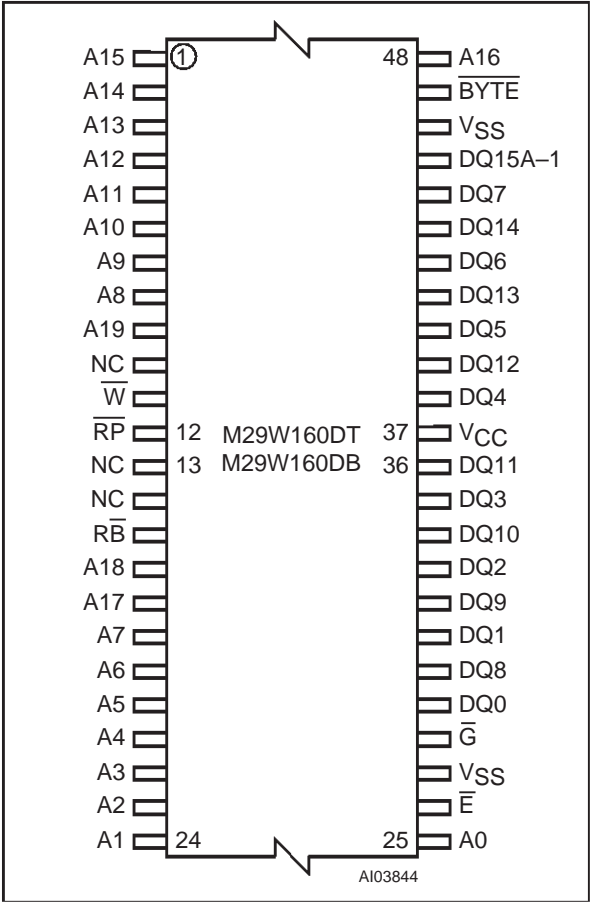 A15 1 48 A16
A14 B̅Y̅T̅E̅
A13 VSS
A12 DQ15A–1
A11 DQ7
A10 DQ14
A9 DQ6
A8 DQ13
A19 DQ5
NC DQ12
W̅ DQ4
R̅P̅ 12 M29W160DT 37 VCC
NC 13 M29W160DB 36 DQ11
NC DQ3
RB̅ DQ10
A18 DQ2
A17 DQ9
A7 DQ1
A6 DQ8
A5 DQ0
A4 G̅
A3 VSS
A2 E̅
A1 24 25 A0
AI03844